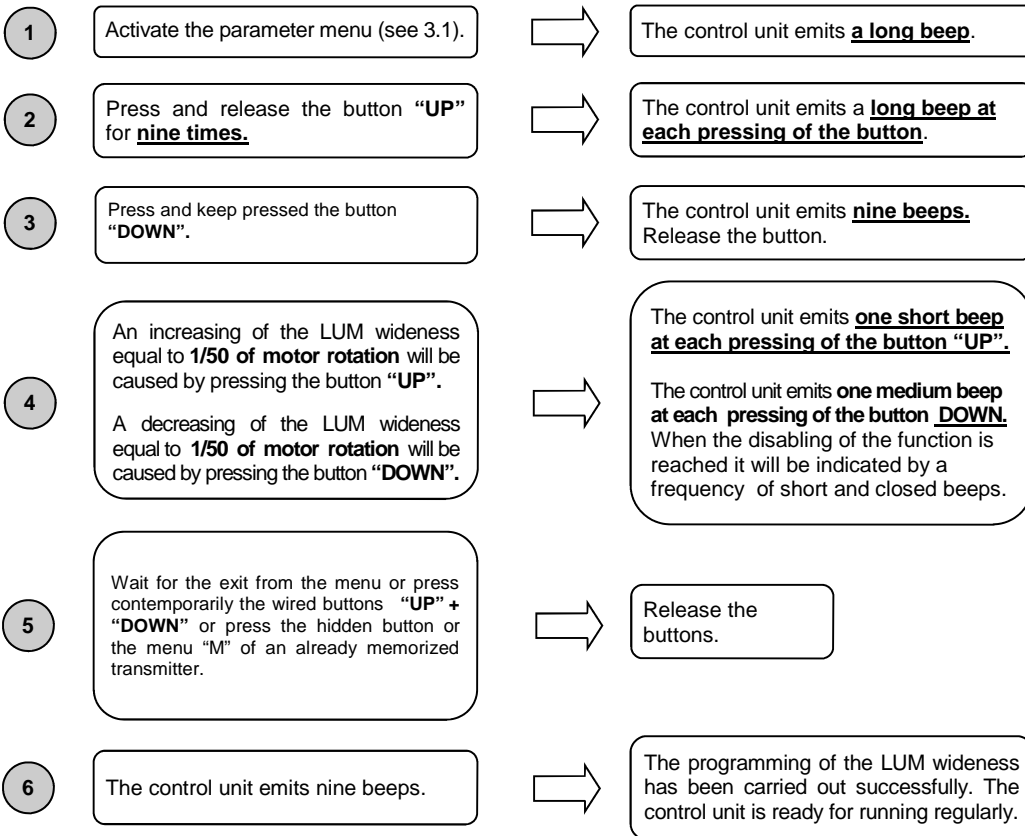 1
Activate the parameter menu (see 3.1).
The control unit emits a long beep.
2
Press and release the button “UP”
for nine times.
The control unit emits a long beep at
each pressing of the button.
3
Press and keep pressed the button
“DOWN”.
The control unit emits nine beeps.
Release the button.
4
An increasing of the LUM wideness
equal to 1/50 of motor rotation will be
caused by pressing the button “UP”.
A decreasing of the LUM wideness
equal to 1/50 of motor rotation will be
caused by pressing the button “DOWN”.
The control unit emits one short beep
at each pressing of the button “UP”.
The control unit emits one medium beep
at each pressing of the button DOWN.
When the disabling of the function is
reached it will be indicated by a
frequency of short and closed beeps.
5
Wait for the exit from the menu or press
contemporarily the wired buttons “UP” +
“DOWN” or press the hidden button or
the menu “M” of an already memorized
transmitter.
Release the
buttons.
6
The control unit emits nine beeps.
The programming of the LUM wideness
has been carried out successfully. The
control unit is ready for running regularly.